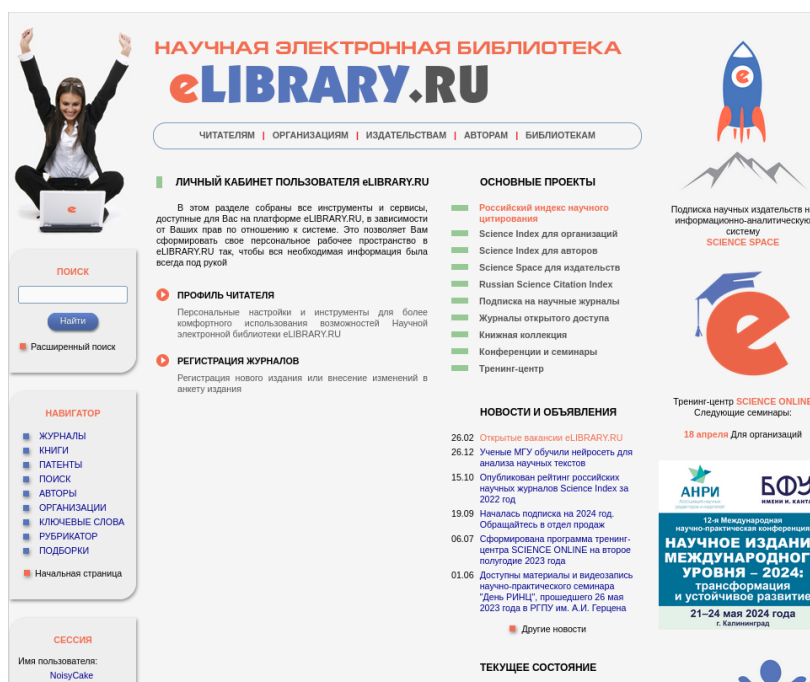 НАУЧНАЯ ЭЛЕКТРОННАЯ БИБЛИОТЕКА
eLIBRARY.RU
ЧИТАТЕЛЯМ | ОРГАНИЗАЦИЯМ | ИЗДАТЕЛЬСТВАМ | АВТОРАМ | БИБЛИОТЕКАМ
ПОИСК
Найти
Расширенный поиск
НАВИГАТОР
ЖУРНАЛЫ
КНИГИ
ПАТЕНТЫ
ПОИСК
АВТОРЫ
ОРГАНИЗАЦИИ
КЛЮЧЕВЫЕ СЛОВА
РУБРИКАТОР
ПОДБОРКИ
Начальная страница
СЕССИЯ
Имя пользователя:
NoisyCake
ЛИЧНЫЙ КАБИНЕТ ПОЛЬЗОВАТЕЛЯ eLIBRARY.RU
В этом разделе собраны все инструменты и сервисы,
доступные для Вас на платформе eLIBRARY.RU, в зависимости
от Ваших прав по отношению к системе. Это позволяет Вам
сформировать свое персональное рабочее пространство в
eLIBRARY.RU так, чтобы вся необходимая информация была
всегда под рукой
ПРОФИЛЬ ЧИТАТЕЛЯ
Персональные настройки и инструменты для более
комфортного использования возможностей Научной
электронной библиотеки eLIBRARY.RU
РЕГИСТРАЦИЯ ЖУРНАЛОВ
Регистрация нового издания или внесение изменений в
анкету издания
ОСНОВНЫЕ ПРОЕКТЫ
Российский индекс научного
цитирования
Science Index для организаций
Science Index для авторов
Science Space для издательств
Russian Science Citation Index
Подписка на научные журналы
Журналы открытого доступа
Книжная коллекция
Конференции и семинары
Тренинг-центр
НОВОСТИ И ОБЪЯВЛЕНИЯ
26.02 Открытые вакансии eLIBRARY.RU
26.12 Ученые МГУ обучили нейросеть для
анализа научных текстов
15.10 Опубликован рейтинг российских
научных журналов Science Index за
2022 год
19.09 Началась подписка на 2024 год.
Обращайтесь в отдел продаж
06.07 Сформирована программа тренинг-
центра SCIENCE ONLINE на второе
полугодие 2023 года
01.06 Доступны материалы и видеозапись
научно-практического семинара
"День РИНЦ", прошедшего 26 мая
2023 года в РГПУ им. А.И. Герцена
Другие новости
ТЕКУЩЕЕ СОСТОЯНИЕ
Подписка научных издательств н
информационно-аналитическую
систему
SCIENCE SPACE
Тренинг-центр SCIENCE ONLINE
Следующие семинары:
18 апреля Для организаций
АНРИ
БФУ
ИМЕНИ И. КАНТА
12-я Международная
научно-практическая конференция
НАУЧНОЕ ИЗДАНИ
МЕЖДУНАРОДНОГ
УРОВНЯ – 2024:
трансформация
и устойчивое развитие
21–24 мая 2024 года
г. Калининград